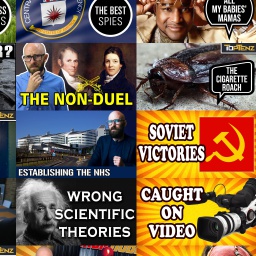 THE BEST
SPIES
ALL
MY BABIES'
MAMAS
?
TOPTENZ
THE NON-DUEL
THE
CIGARETTE
ROACH
ESTABLISHING THE NHS
SOVIET
VICTORIES
WRONG
SCIENTIFIC
THEORIES
CAUGHT
ON
VIDEO